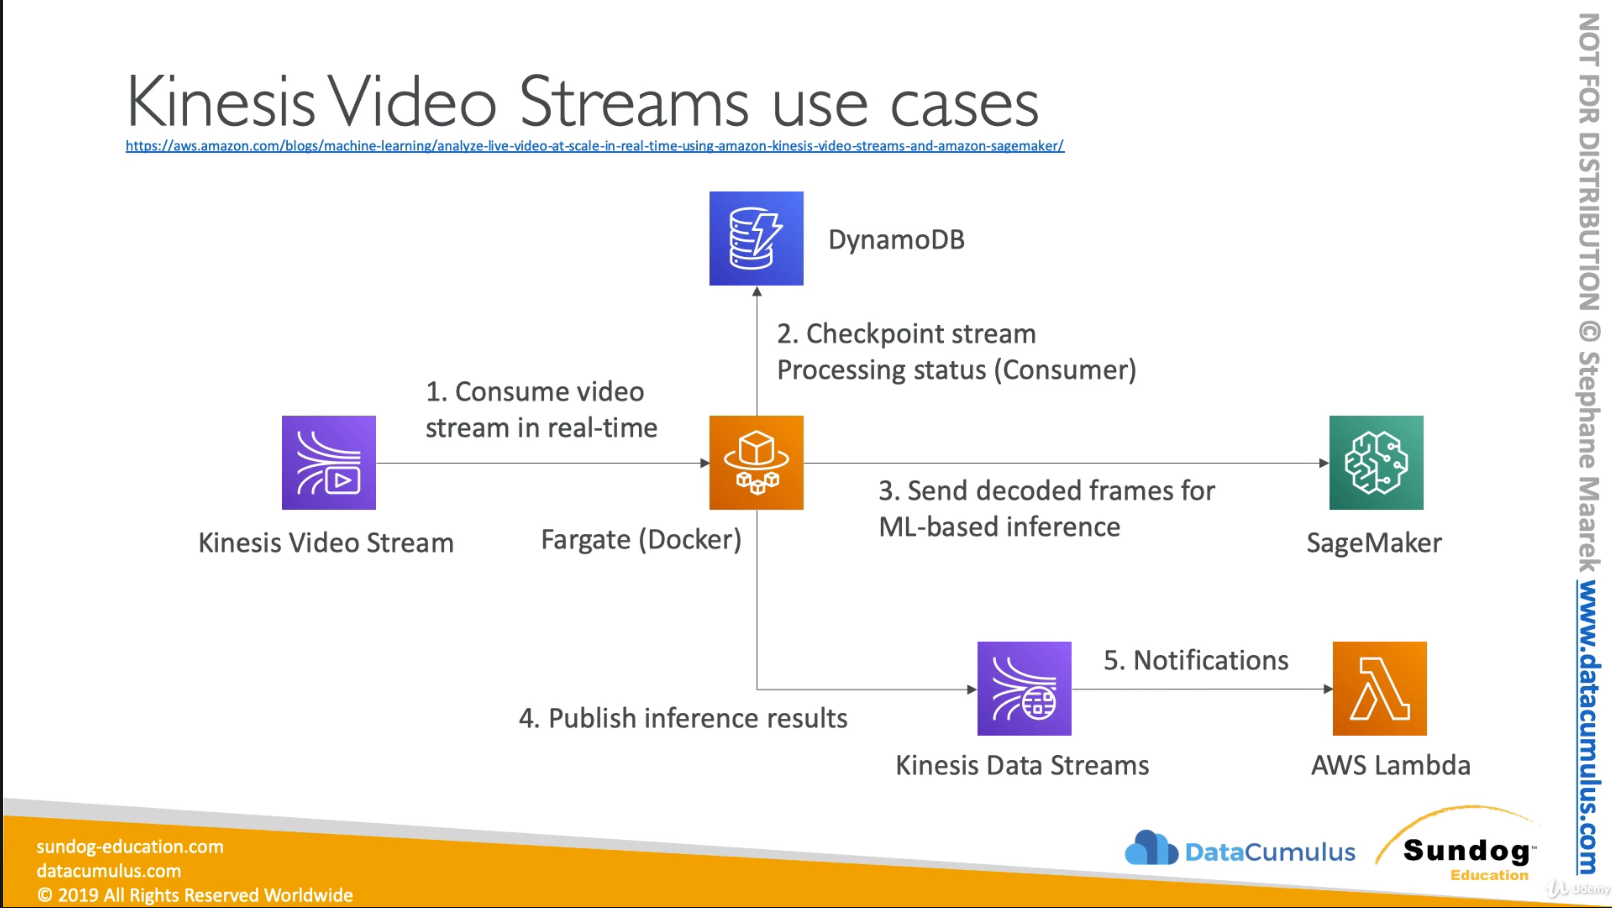 Kinesis Video Streams use cases
https://aws.amazon.com/blogs/machine-learning/analyze-live-video-at-scale-in-real-time-using-amazon-kinesis-video-streams-and-amazon-sagemaker/
DynamoDB
2. Checkpoint stream
Processing status (Consumer)
1. Consume video
stream in real-time
3. Send decoded frames for
ML-based inference
Kinesis Video Stream
Fargate (Docker)
SageMaker
5. Notifications
4. Publish inference results
Kinesis Data Streams
AWS Lambda
sundog-education.com
datacumulus.com
© 2019 All Rights Reserved Worldwide
DataCumulus
Sundog™
Education
Udemy
NOT FOR DISTRIBUTION © Stephane Maarek www.datacumulus.com